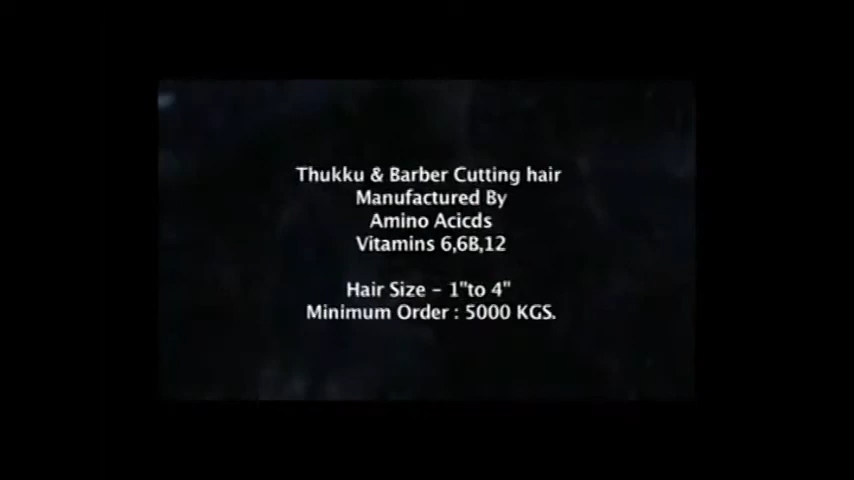 Thukku & Barber Cutting hair
Manufactured By
Amino Acicds
Vitamins 6,6B,12
Hair Size - 1"to 4"
Minimum Order : 5000 KGS.